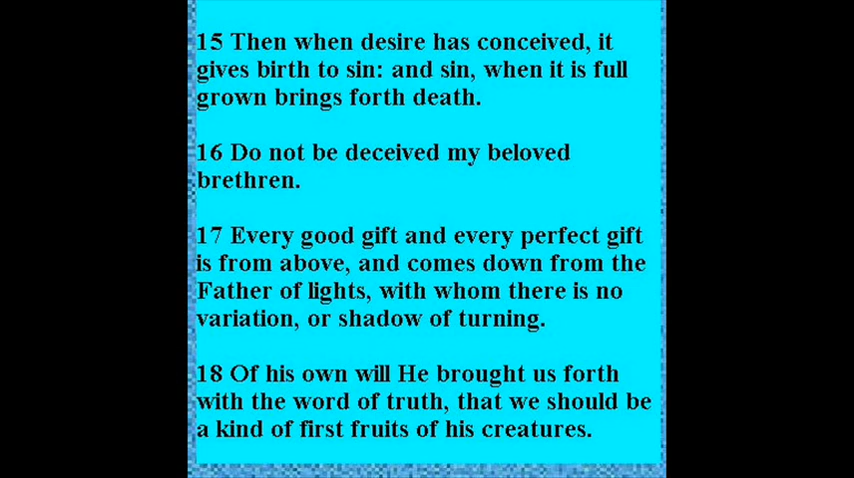 15 Then when desire has conceived, it
gives birth to sin: and sin, when it is full
grown brings forth death.
16 Do not be deceived my beloved
brethren.
17 Every good gift and every perfect gift
is from above, and comes down from the
Father of lights, with whom there is no
variation, or shadow of turning.
18 Of his own will He brought us forth
with the word of truth, that we should be
a kind of first fruits of his creatures.